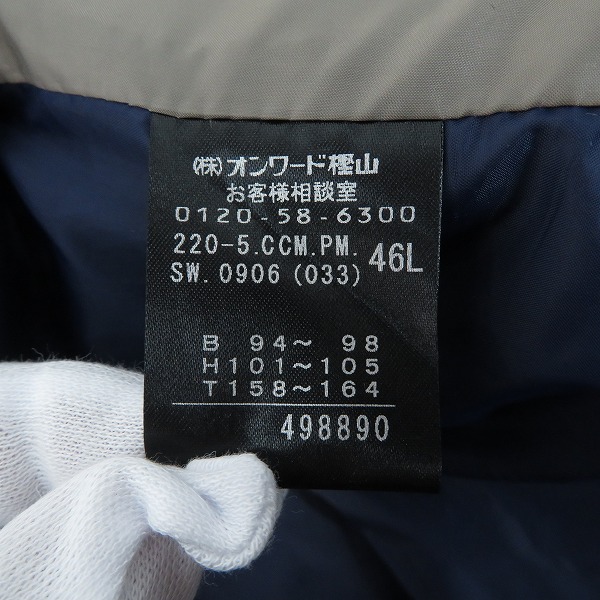 (株)オンワード樫山
お客様相談室
0120-58-6300
220-5.CCM.PM. 46L
SW.0906(033)
B 94～ 98
H101～105
T158～164
498890